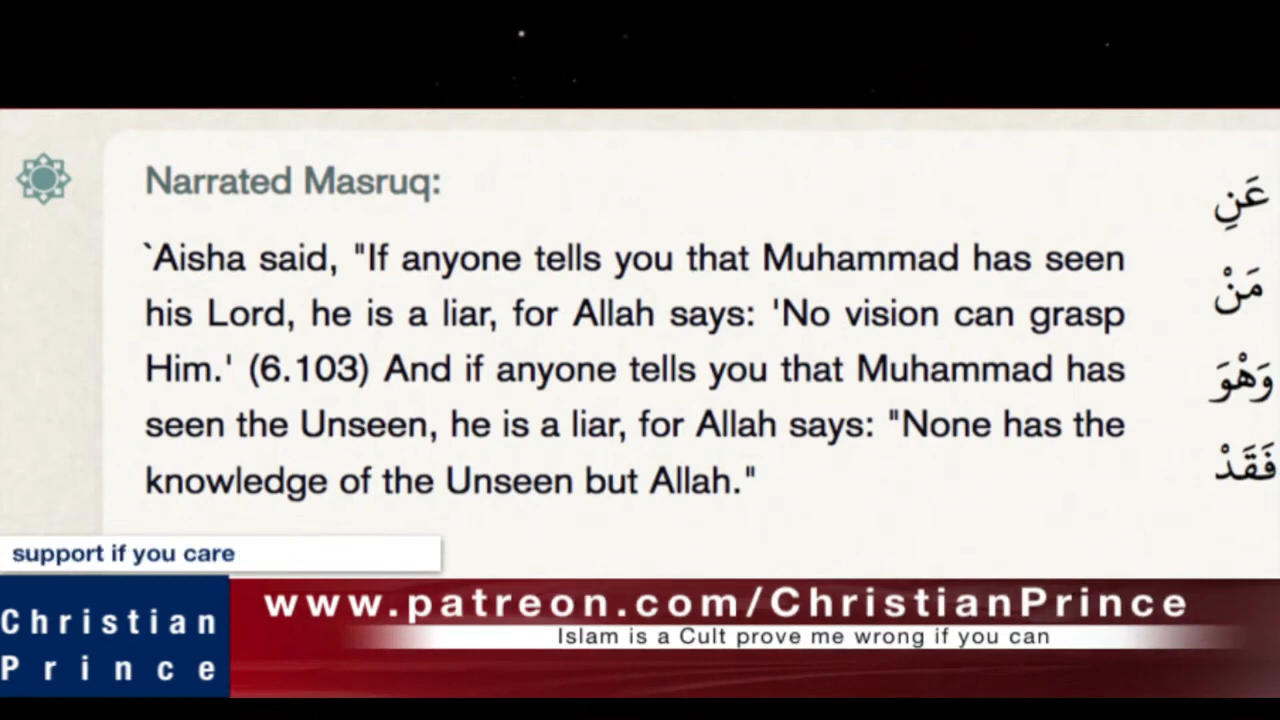 Narrated Masruq:
عَنِ
`Aisha said, "If anyone tells you that Muhammad has seen
his Lord, he is a liar, for Allah says: 'No vision can grasp
مَنْ
Him.' (6.103) And if anyone tells you that Muhammad has
وَهْوَ
seen the Unseen, he is a liar, for Allah says: "None has the
knowledge of the Unseen but Allah."
فَقَدْ
support if you care
Christian
Prince
www.patreon.com/ChristianPrince
Islam is a Cult prove me wrong if you can